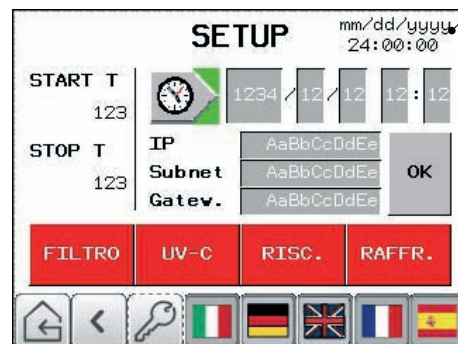 SETUP
mm/dd/yyyy
24:00:00
START T
123
1234 / 12 / 12 12 : 12
STOP T
123
IP AaBbCcDdEe
Subnet AaBbCcDdEe
Gatew. AaBbCcDdEe
OK
FILTRO UV-C RISC. RAFFR.